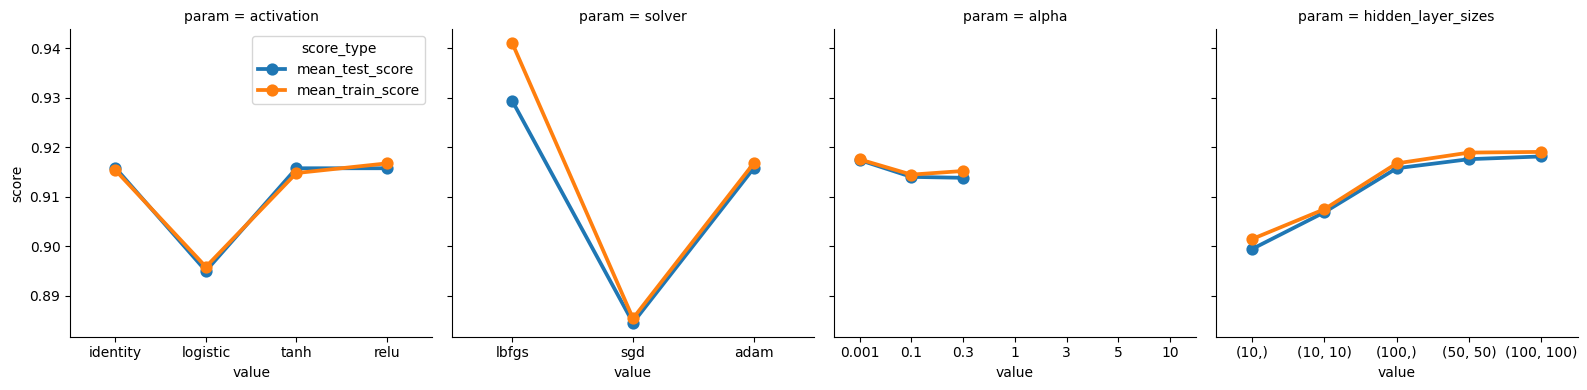 param = activation
param = solver
param = alpha
param = hidden_layer_sizes
score_type
mean_test_score
mean_train_score
0.94
0.93
0.92
0.91
0.90
0.89
score
identity logistic tanh relu
value
lbfgs sgd adam
value
0.001 0.1 0.3 1 3 5 10
value
(10,) (10, 10) (100,) (50, 50) (100, 100)
value